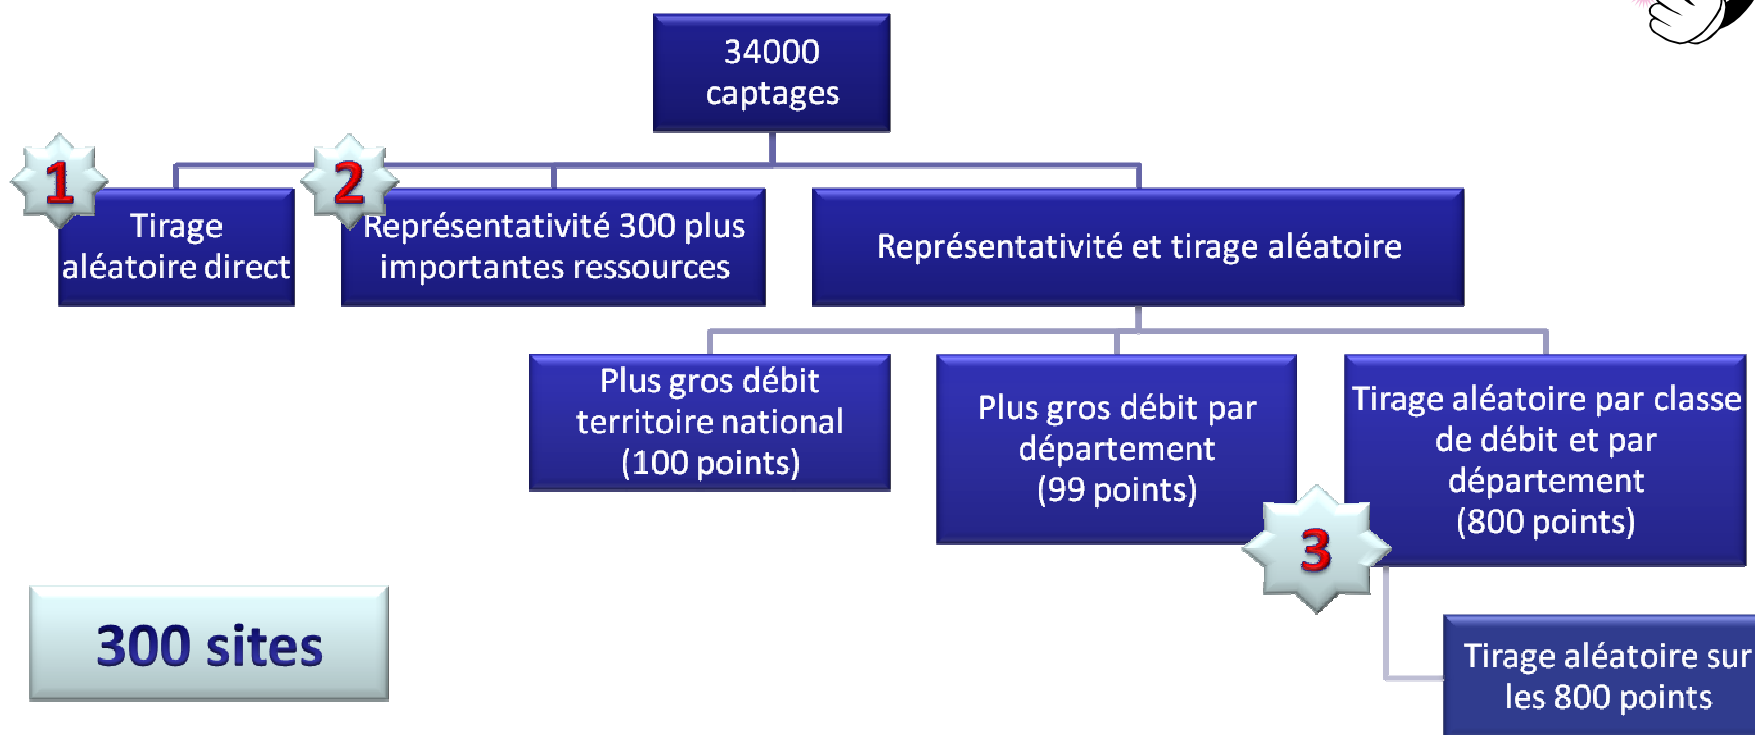 34000
captages
1
Tirage
aléatoire direct
2
Représentativité 300 plus
importantes ressources
Représentativité et tirage aléatoire
Plus gros débit
territoire national
(100 points)
Plus gros débit par
département
(99 points)
Tirage aléatoire par classe
de débit et par
département
(800 points)
3
Tirage aléatoire sur
les 800 points
300 sites